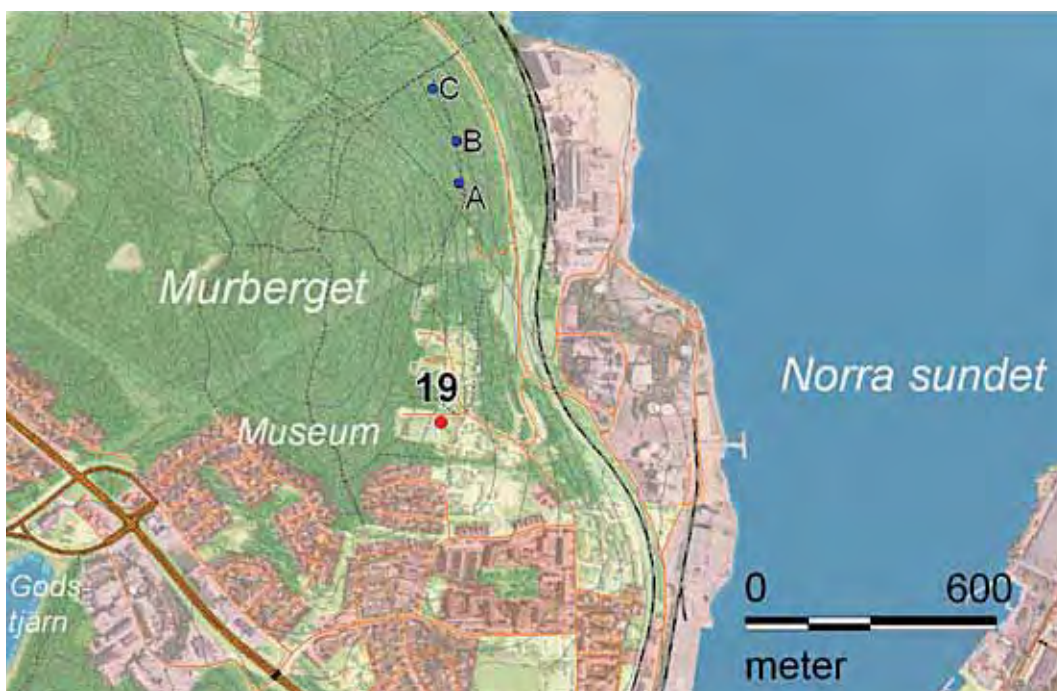 C
B
A
Murberget
19
Museum
Norra sundet
Gods-
tjärn
0 600
meter